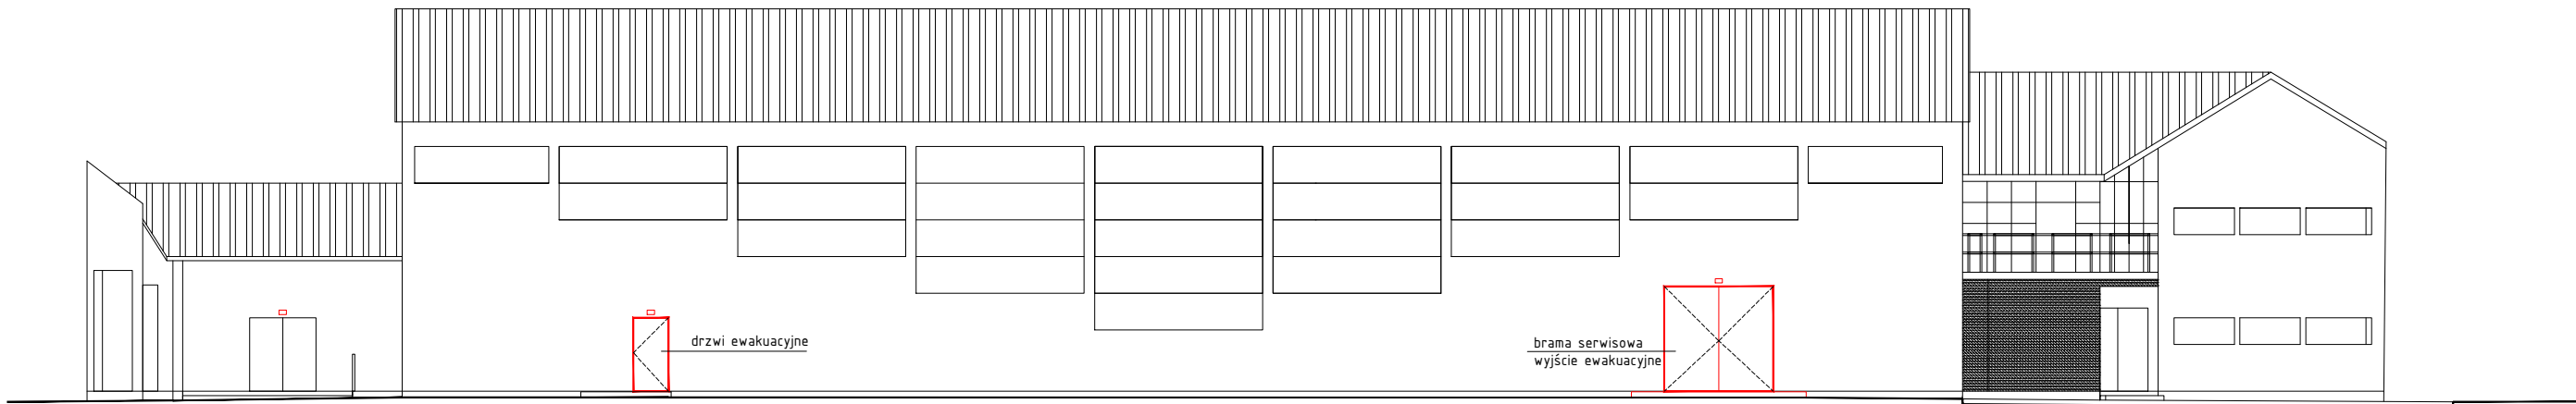 drzwi ewakuacyjne
brama serwisowa
wyjście ewakuacyjne